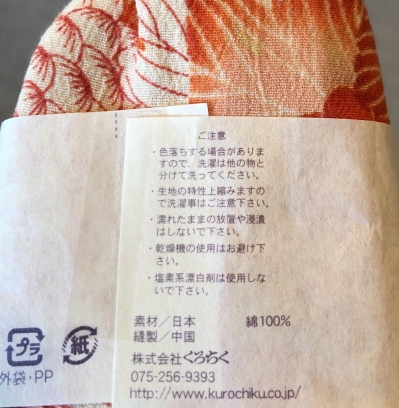 ご注意
・色落ちする場合がありま
すので、洗濯は他の物と
分けて洗ってください。
・生地の特性上縮みますの
で洗濯事はご注意下さい。
・濡れたままの放置や浸漬
はしないで下さい。
・乾燥機の使用はお避け下
さい。
・塩素系漂白剤は使用しな
いで下さい。
素材／日本 綿100%
縫製／中国
株式会社くろちく
075-256-9393
http://www.kurochiku.co.jp/
プラ
紙
外袋・PP